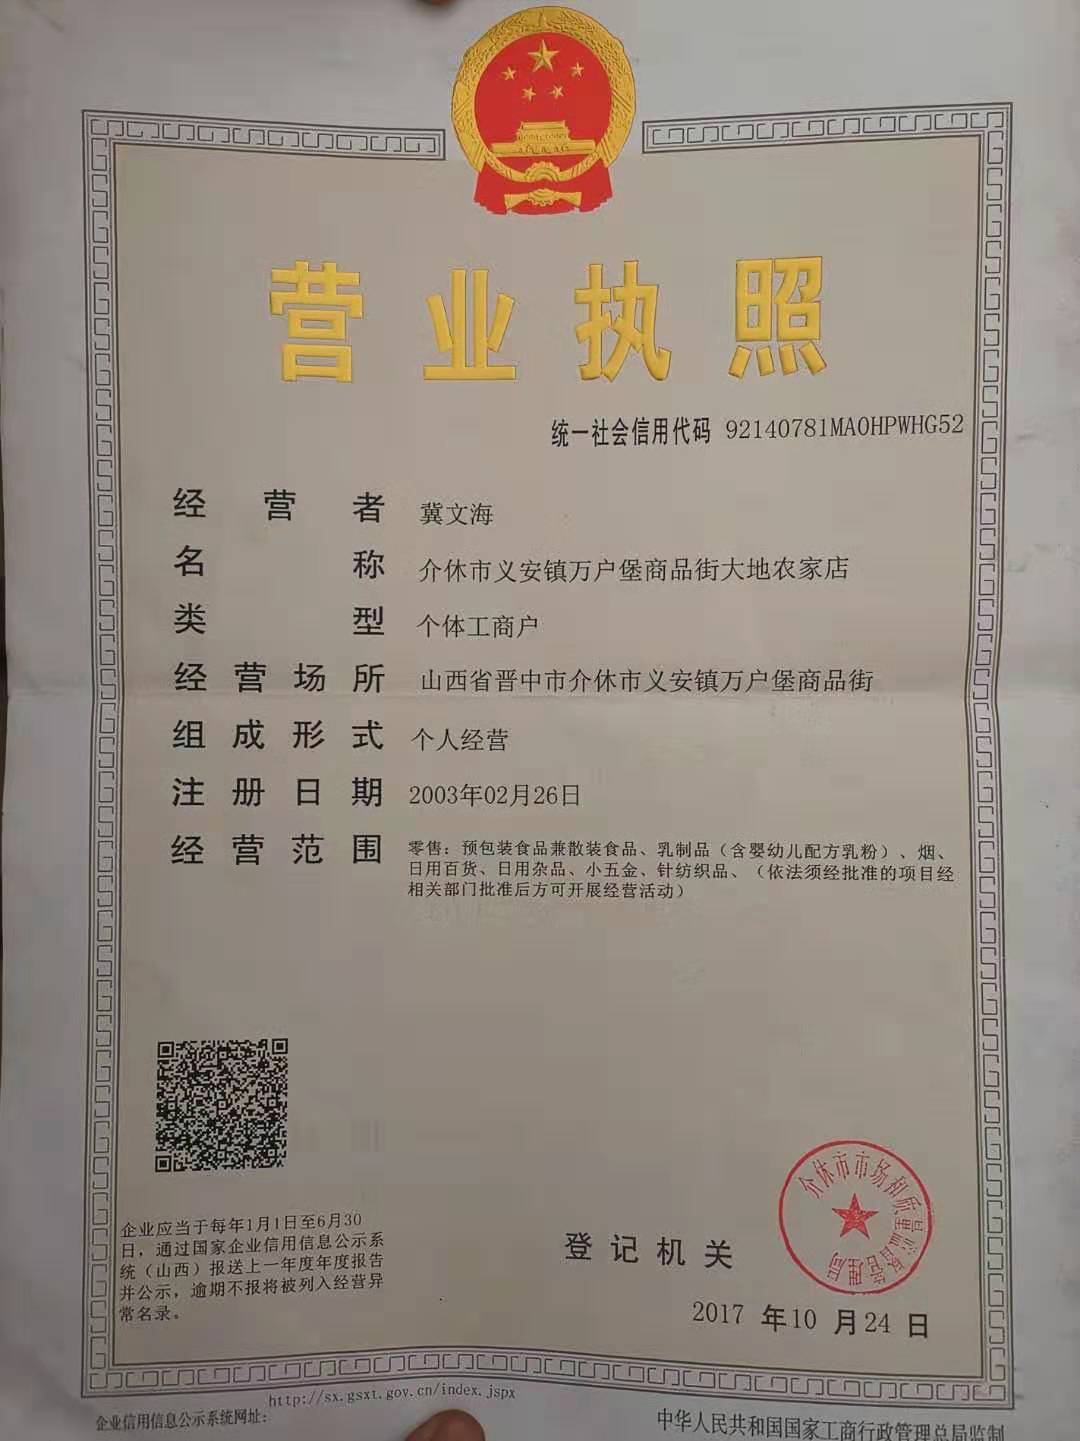 营业执照
统一社会信用代码 92140781MA0HPWHG52
经营者 冀文海
名称 介休市义安镇万户堡商品街大地农家店
类型 个体工商户
经营场所 山西省晋中市介休市义安镇万户堡商品街
组成形式 个人经营
注册日期 2003年02月26日
经营范围 零售：预包装食品兼散装食品、乳制品（含婴幼儿配方乳粉）、烟、
日用百货、日用杂品、小五金、针纺织品、（依法须经批准的项目经
相关部门批准后方可开展经营活动）
企业应当于每年1月1日至6月30
日，通过国家企业信用信息公示系
统（山西）报送上一年度年度报告
并公示，逾期不报将被列入经营异
常名录。
登记机关
介休市市场和质量监督管理局
2017 年10 月24 日
http://sx.gsxt.gov.cn/index.jspx
企业信用信息公示系统网址：
中华人民共和国国家工商行政管理总局监制